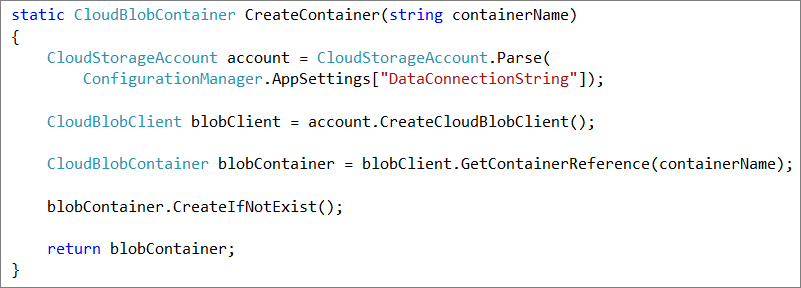 static CloudBlobContainer CreateContainer(string containerName)
{
    CloudStorageAccount account = CloudStorageAccount.Parse(
        ConfigurationManager.AppSettings["DataConnectionString"]);
    CloudBlobClient blobClient = account.CreateCloudBlobClient();
    CloudBlobContainer blobContainer = blobClient.GetContainerReference(containerName);
    blobContainer.CreateIfNotExist();
    return blobContainer;
}